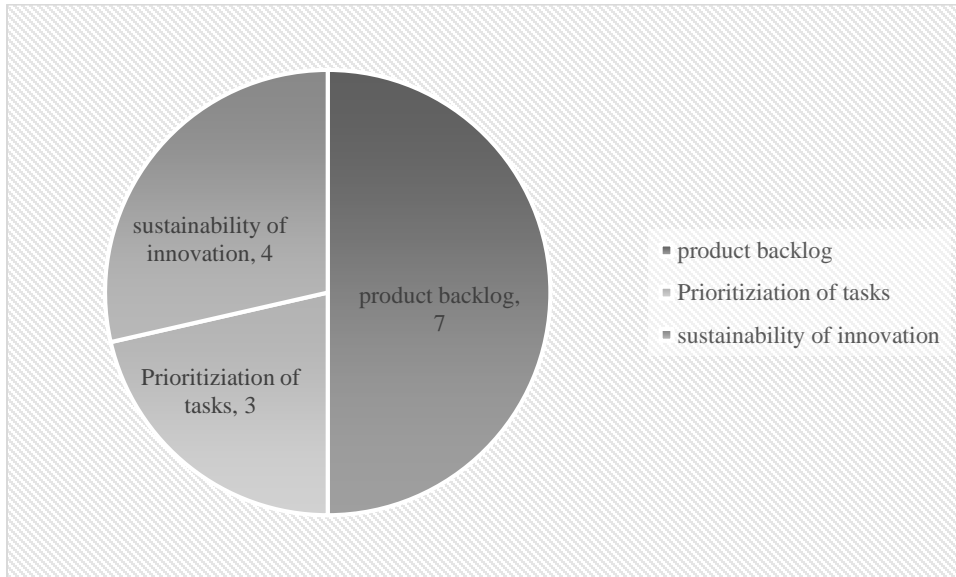 sustainability of
innovation, 4
product backlog,
7
Prioritiziation of
tasks, 3
product backlog
Prioritiziation of tasks
sustainability of innovation